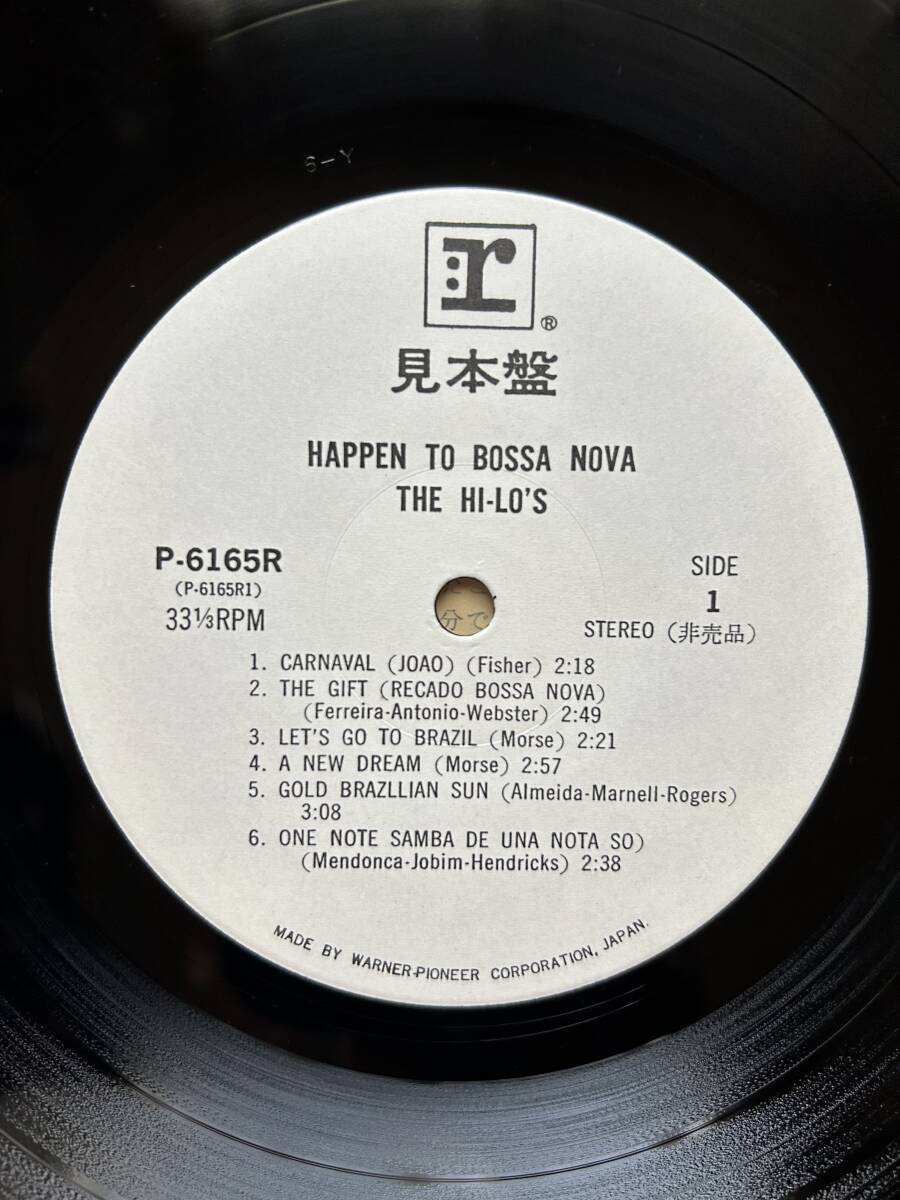 6-Y
:r
®
見本盤
HAPPEN TO BOSSA NOVA
THE HI-LO'S
P-6165R
(P-6165R1)
33⅓RPM
SIDE
1
STEREO (非売品)
分で
1. CARNAVAL (JOAO) (Fisher) 2:18
2. THE GIFT (RECADO BOSSA NOVA)
(Ferreira-Antonio-Webster) 2:49
3. LET'S GO TO BRAZIL (Morse) 2:21
4. A NEW DREAM (Morse) 2:57
5. GOLD BRAZLLIAN SUN (Almeida-Marnell-Rogers)
3:08
6. ONE NOTE SAMBA DE UNA NOTA SO)
(Mendonca-Jobim-Hendricks) 2:38
MADE BY WARNER-PIONEER CORPORATION, JAPAN.